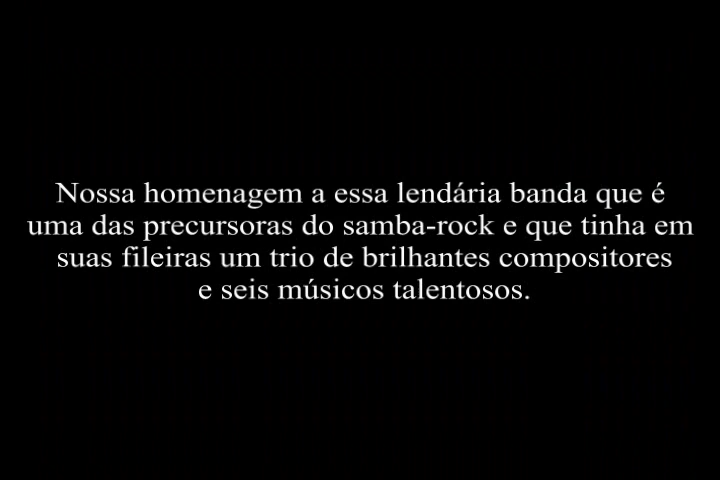 Nossa homenagem a essa lendária banda que é
uma das precursoras do samba-rock e que tinha em
suas fileiras um trio de brilhantes compositores
e seis músicos talentosos.